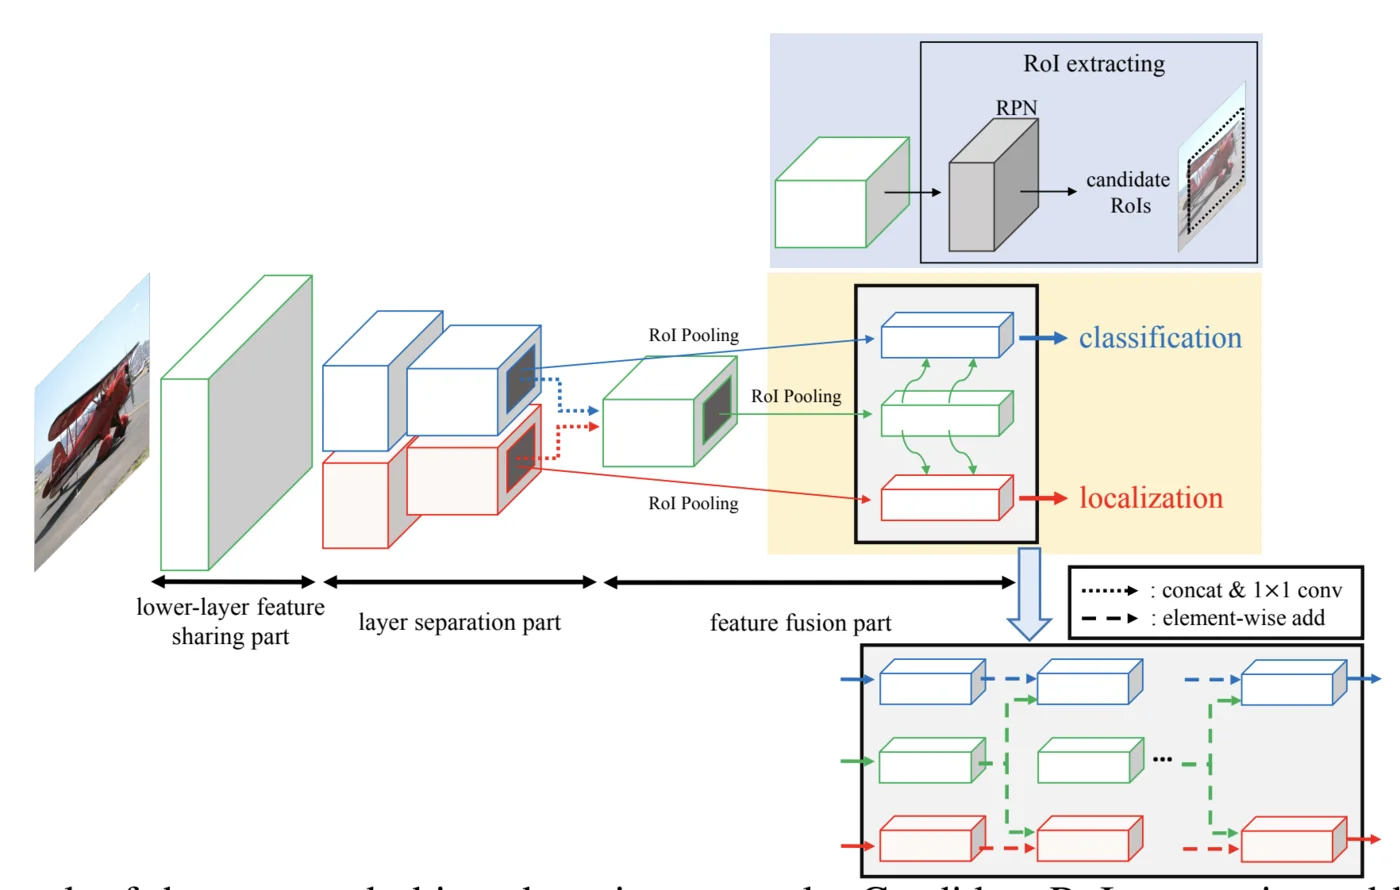 RoI extracting
RPN
candidate
RoIs
RoI Pooling
classification
RoI Pooling
RoI Pooling
localization
lower-layer feature
sharing part
layer separation part
feature fusion part
: concat & 1×1 conv
: element-wise add
...